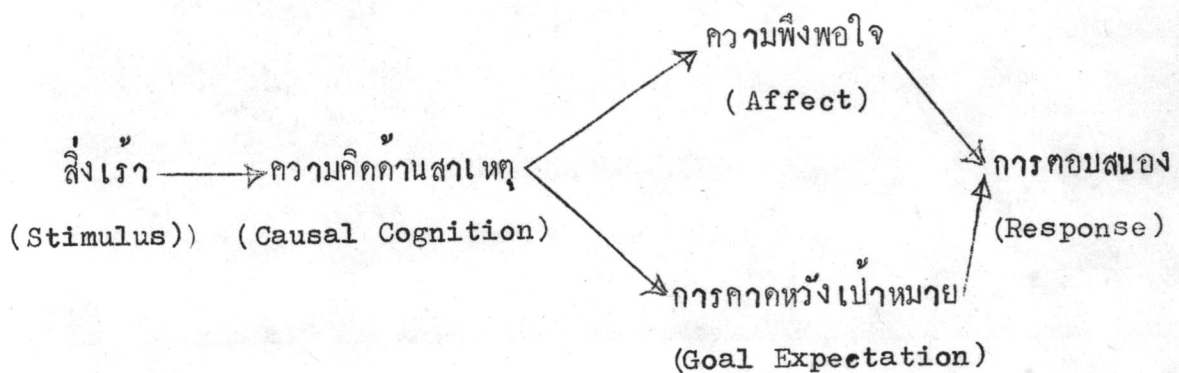 ความพึงพอใจ
(Affect)
สิ่งเร้า
(Stimulus))
ความคิดด้านสาเหตุ
(Causal Cognition)
การตอบสนอง
(Response)
การคาดหวังเป้าหมาย
(Goal Expectation)